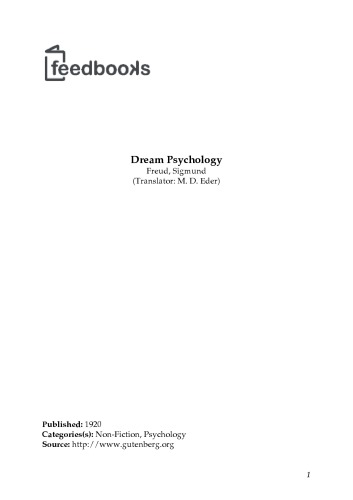 feedbooks
Dream Psychology
Freud, Sigmund
(Translator: M. D. Eder)
Published: 1920
Categories(s): Non-Fiction, Psychology
Source: http://www.gutenberg.org
1